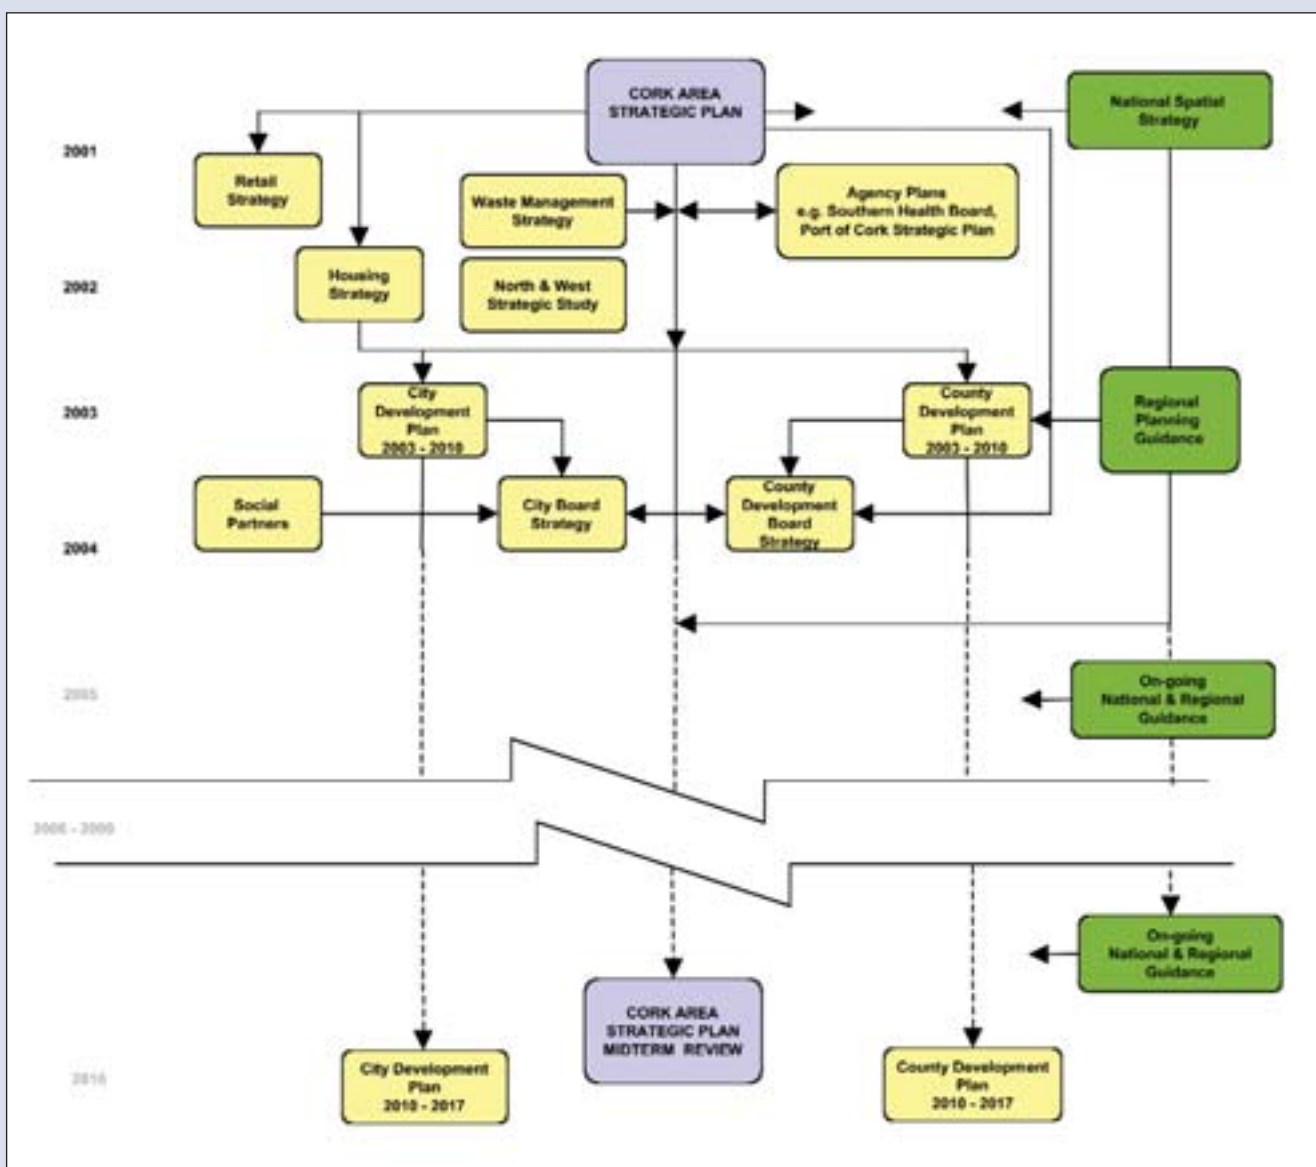 CORK AREA
STRATEGIC PLAN
National Spatial
Strategy
2001
Retail
Strategy
Waste Management
Strategy
Agency Plans
e.g. Southern Health Board,
Port of Cork Strategic Plan
2002
Housing
Strategy
North & West
Strategic Study
2003
City
Development
Plan
2003 - 2010
County
Development
Plan
2003 - 2010
Regional
Planning
Guidance
Social
Partners
City Board
Strategy
County
Development
Board
Strategy
2004
2005
On-going
National & Regional
Guidance
On-going
National & Regional
Guidance
CORK AREA
STRATEGIC PLAN
MIDTERM REVIEW
City Development
Plan
2010 - 2017
County Development
Plan
2010 - 2017